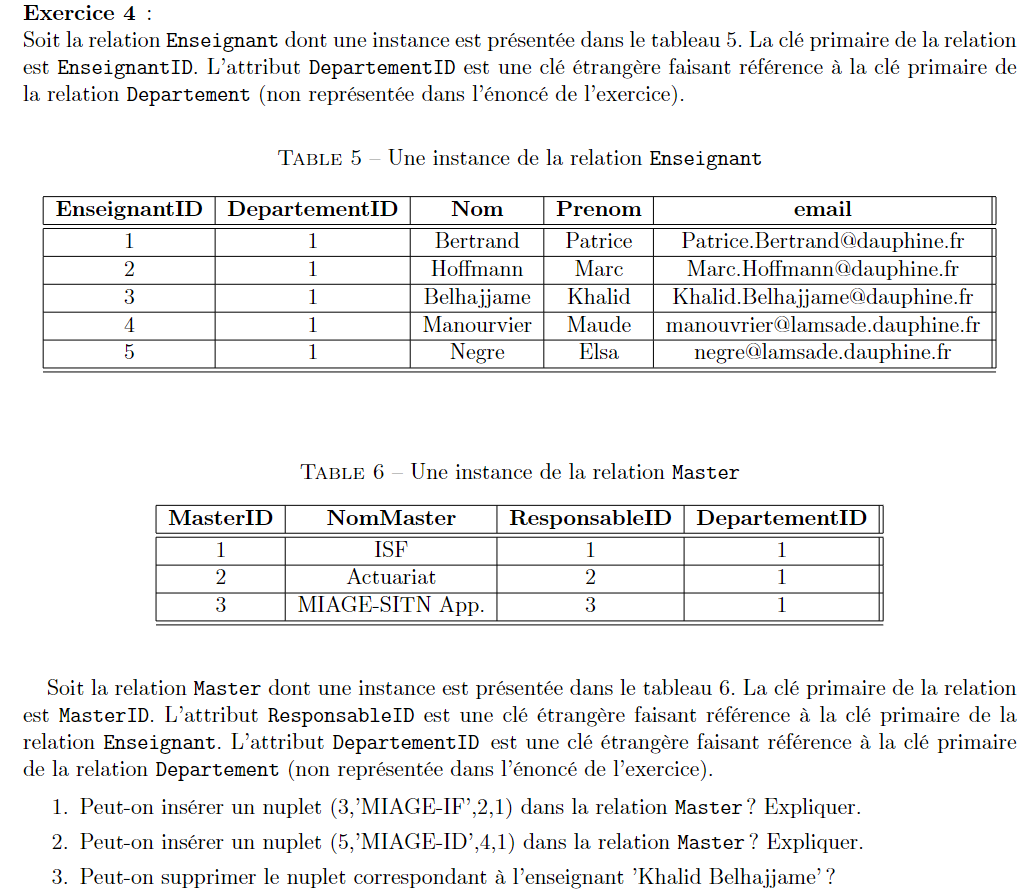 Exercice 4 :
Soit la relation Enseignant dont une instance est présentée dans le tableau 5. La clé primaire de la relation
est EnseignantID. L'attribut DepartementID est une clé étrangère faisant référence à la clé primaire de
la relation Departement (non représentée dans l'énoncé de l'exercice).
TABLE 5 – Une instance de la relation Enseignant
EnseignantID DepartementID Nom Prenom email
1 1 Bertrand Patrice Patrice.Bertrand@dauphine.fr
2 1 Hoffmann Marc Marc.Hoffmann@dauphine.fr
3 1 Belhajjame Khalid Khalid.Belhajjame@dauphine.fr
4 1 Manourvier Maude manouvrier@lamsade.dauphine.fr
5 1 Negre Elsa negre@lamsade.dauphine.fr
TABLE 6 – Une instance de la relation Master
MasterID NomMaster ResponsableID DepartementID
1 ISF 1 1
2 Actuariat 2 1
3 MIAGE-SITN App. 3 1
Soit la relation Master dont une instance est présentée dans le tableau 6. La clé primaire de la relation
est MasterID. L'attribut ResponsableID est une clé étrangère faisant référence à la clé primaire de la
relation Enseignant. L'attribut DepartementID est une clé étrangère faisant référence à la clé primaire
de la relation Departement (non représentée dans l'énoncé de l'exercice).
1. Peut-on insérer un nuplet (3,'MIAGE-IF',2,1) dans la relation Master ? Expliquer.
2. Peut-on insérer un nuplet (5,'MIAGE-ID',4,1) dans la relation Master ? Expliquer.
3. Peut-on supprimer le nuplet correspondant à l'enseignant 'Khalid Belhajjame' ?